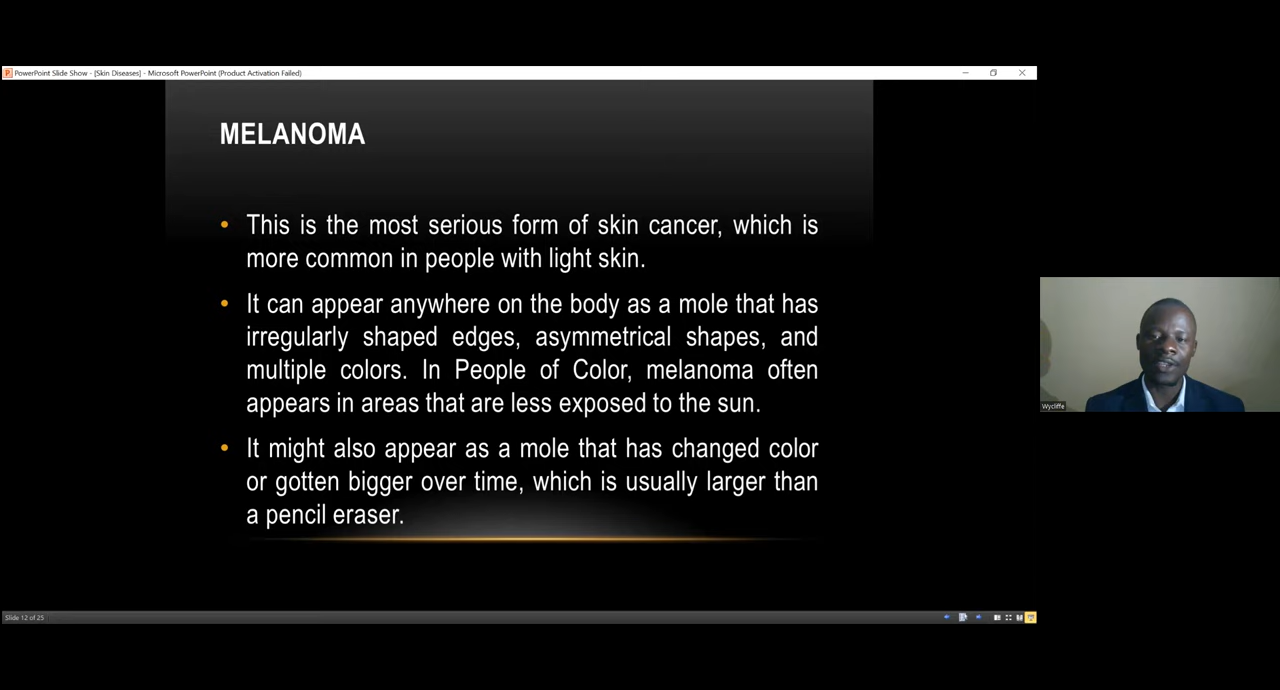 PowerPoint Slide Show - [Skin Diseases] - Microsoft PowerPoint (Product Activation Failed)
MELANOMA
• This is the most serious form of skin cancer, which is
more common in people with light skin.
• It can appear anywhere on the body as a mole that has
irregularly shaped edges, asymmetrical shapes, and
multiple colors. In People of Color, melanoma often
appears in areas that are less exposed to the sun.
• It might also appear as a mole that has changed color
or gotten bigger over time, which is usually larger than
a pencil eraser.
Wycliffe
Slide 12 of 25